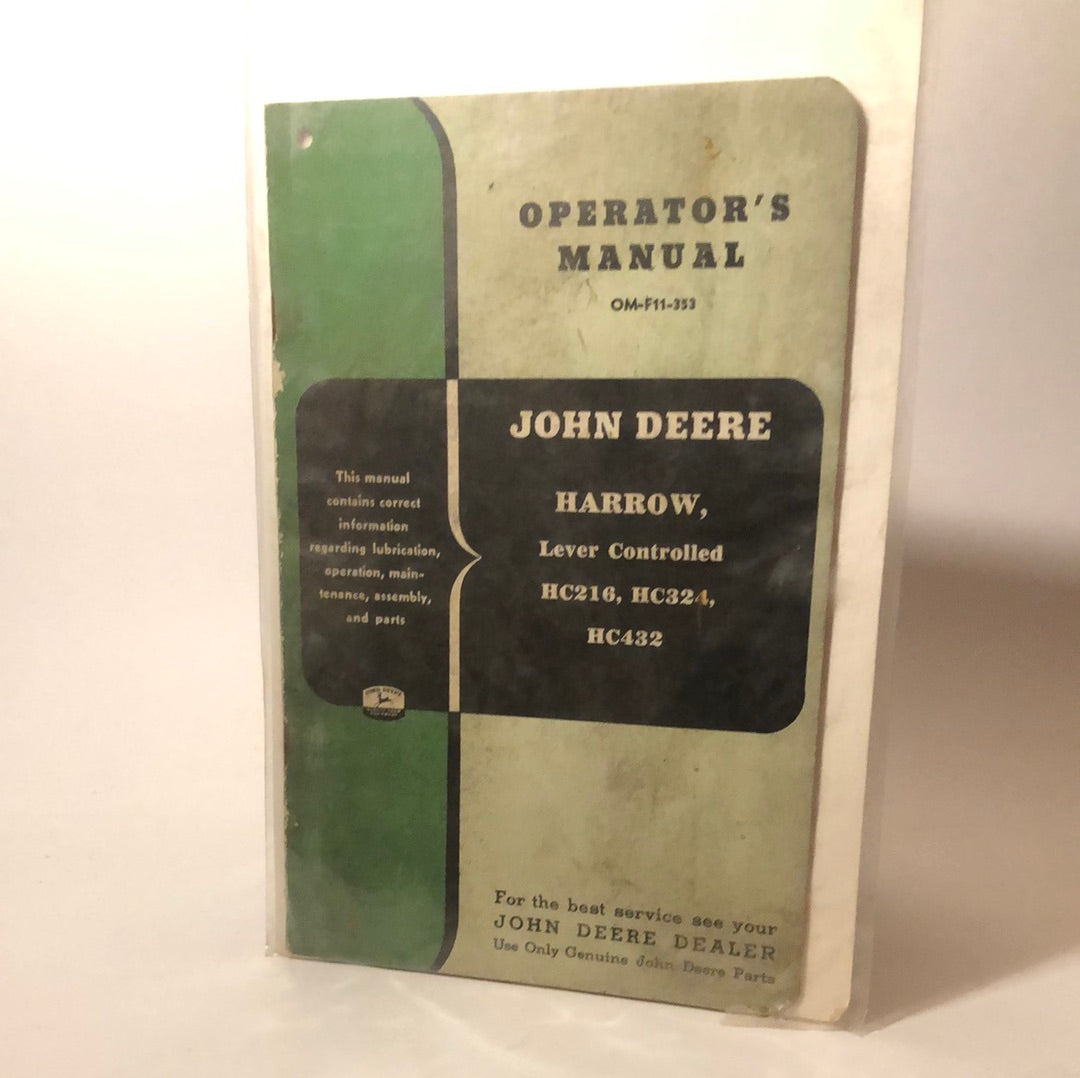 OPERATOR'S
MANUAL
OM-F11-353
JOHN DEERE
HARROW,
Lever Controlled
HC216, HC324,
HC432
This manual
contains correct
information
regarding lubrication,
operation, main-
tenance, assembly,
and parts
JOHN DEERE
For the best service see your
JOHN DEERE DEALER
Use Only Genuine John Deere Parts